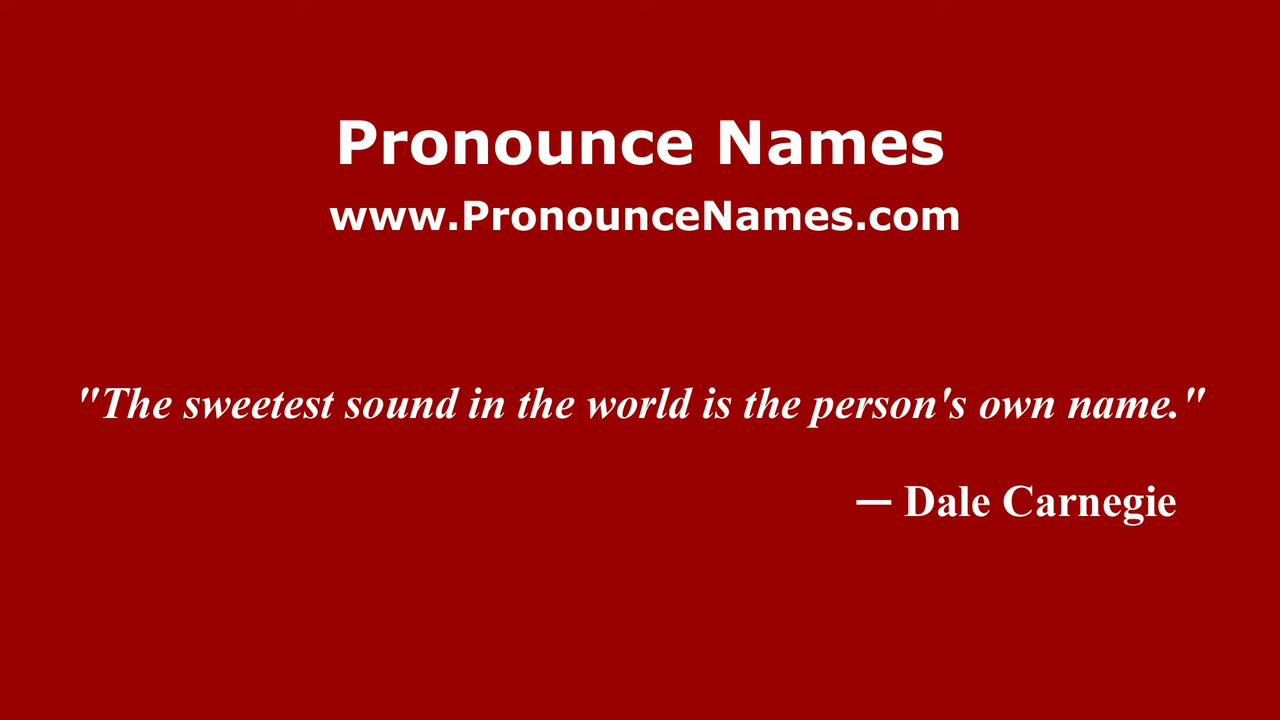 Pronounce Names
www.PronounceNames.com
"The sweetest sound in the world is the person's own name."
— Dale Carnegie